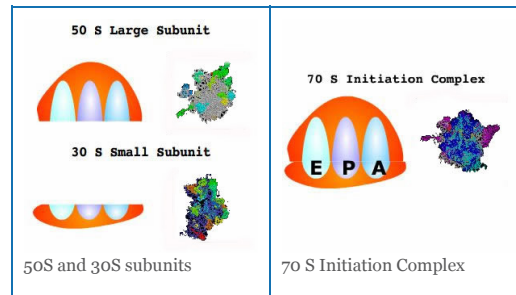 50 S Large Subunit
30 S Small Subunit
50S and 30S subunits
70 S Initiation Complex
E P A
70 S Initiation Complex